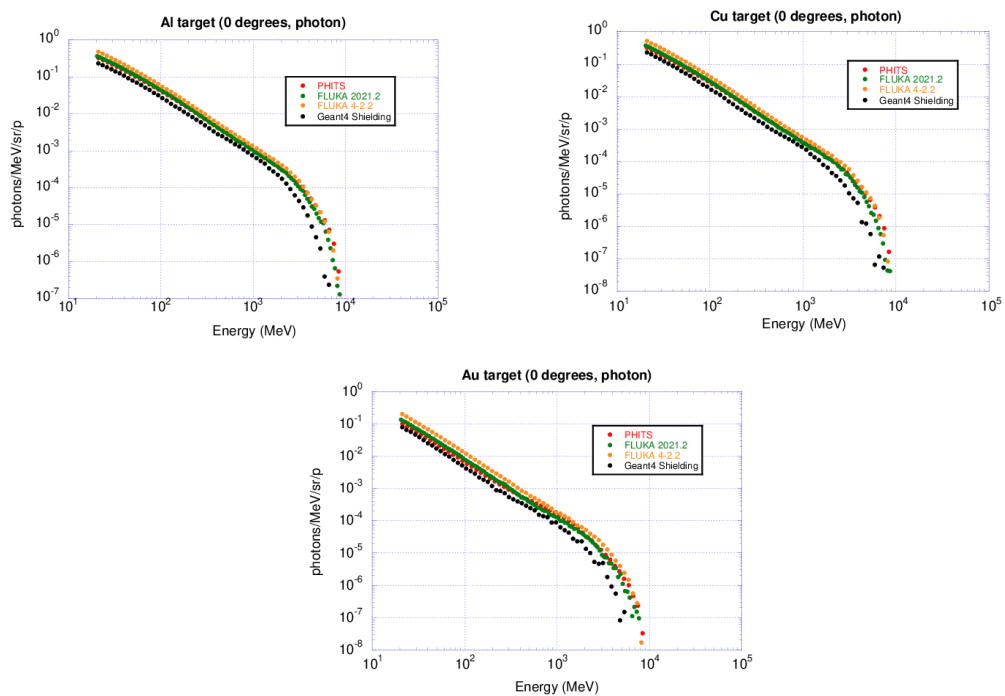 Al target (0 degrees, photon)
photons/MeV/sr/p
10^0
10^-1
10^-2
10^-3
10^-4
10^-5
10^-6
10^-7
PHITS
FLUKA 2021.2
FLUKA 4-2.2
Geant4 Shielding
10^1 10^2 10^3 10^4 10^5
Energy (MeV)
Cu target (0 degrees, photon)
photons/MeV/sr/p
10^1
10^0
10^-1
10^-2
10^-3
10^-4
10^-5
10^-6
10^-7
10^-8
PHITS
FLUKA 2021.2
FLUKA 4-2.2
Geant4 Shielding
10^1 10^2 10^3 10^4 10^5
Energy (MeV)
Au target (0 degrees, photon)
photons/MeV/sr/p
10^0
10^-1
10^-2
10^-3
10^-4
10^-5
10^-6
10^-7
10^-8
PHITS
FLUKA 2021.2
FLUKA 4-2.2
Geant4 Shielding
10^1 10^2 10^3 10^4 10^5
Energy (MeV)